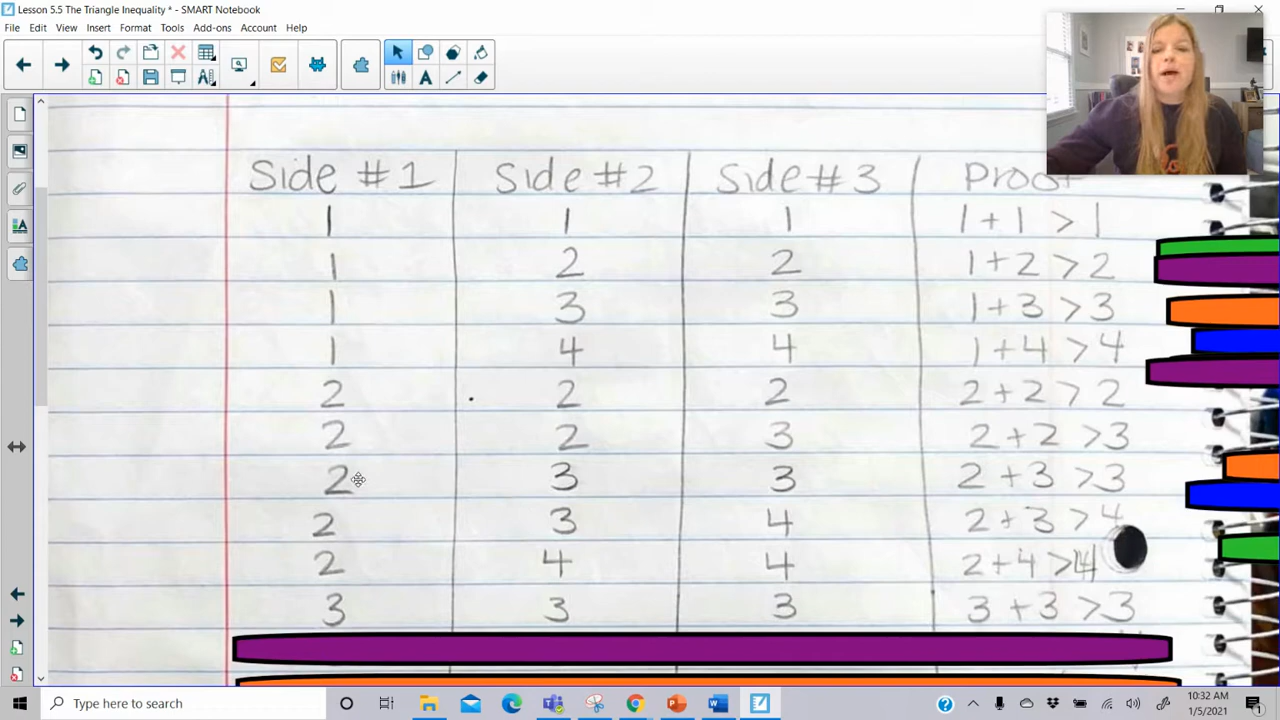 Lesson 5.5 The Triangle Inequality * - SMART Notebook
File Edit View Insert Format Tools Add-ons Account Help
Side #1 Side #2 Side #3 Proof
1 1 1 1 + 1 > 1
1 2 2 1 + 2 > 2
1 3 3 1 + 3 > 3
1 4 4 1 + 4 > 4
2 2 2 2 + 2 > 2
2 2 3 2 + 2 > 3
2 3 3 2 + 3 > 3
2 3 4 2 + 3 > 4
2 4 4 2 + 4 > 4
3 3 3 3 + 3 > 3
Type here to search
10:32 AM
1/5/2021